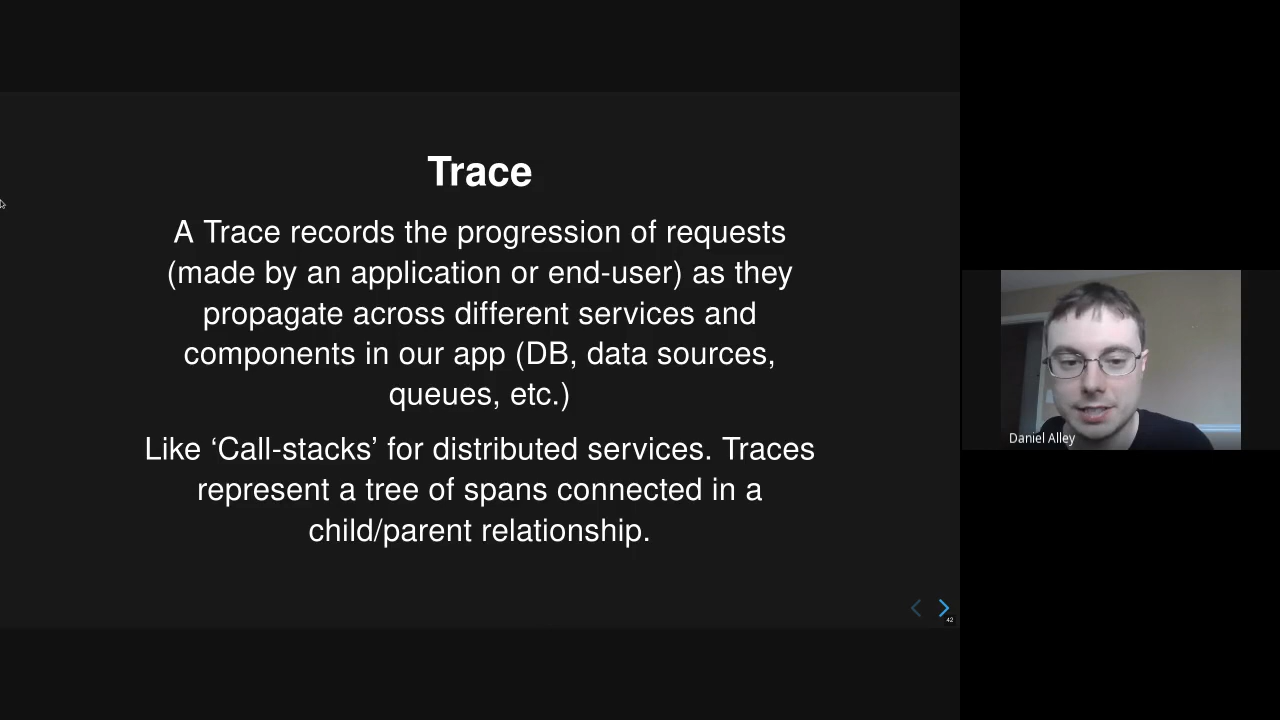 Trace
A Trace records the progression of requests
(made by an application or end-user) as they
propagate across different services and
components in our app (DB, data sources,
queues, etc.)
Like ‘Call-stacks’ for distributed services. Traces
represent a tree of spans connected in a
child/parent relationship.
42
Daniel Alley